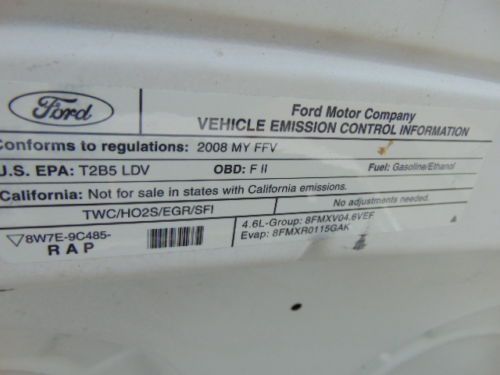 Ford
Ford Motor Company
VEHICLE EMISSION CONTROL INFORMATION
Conforms to regulations: 2008 MY FFV
U.S. EPA: T2B5 LDV OBD: F II Fuel: Gasoline/Ethanol
California: Not for sale in states with California emissions.
TWC/HO2S/EGR/SFI No adjustments needed.
8W7E-9C485- 4.6L-Group: 8FMXV04.6VEF
RAP Evap: 8FMXR0115GAK